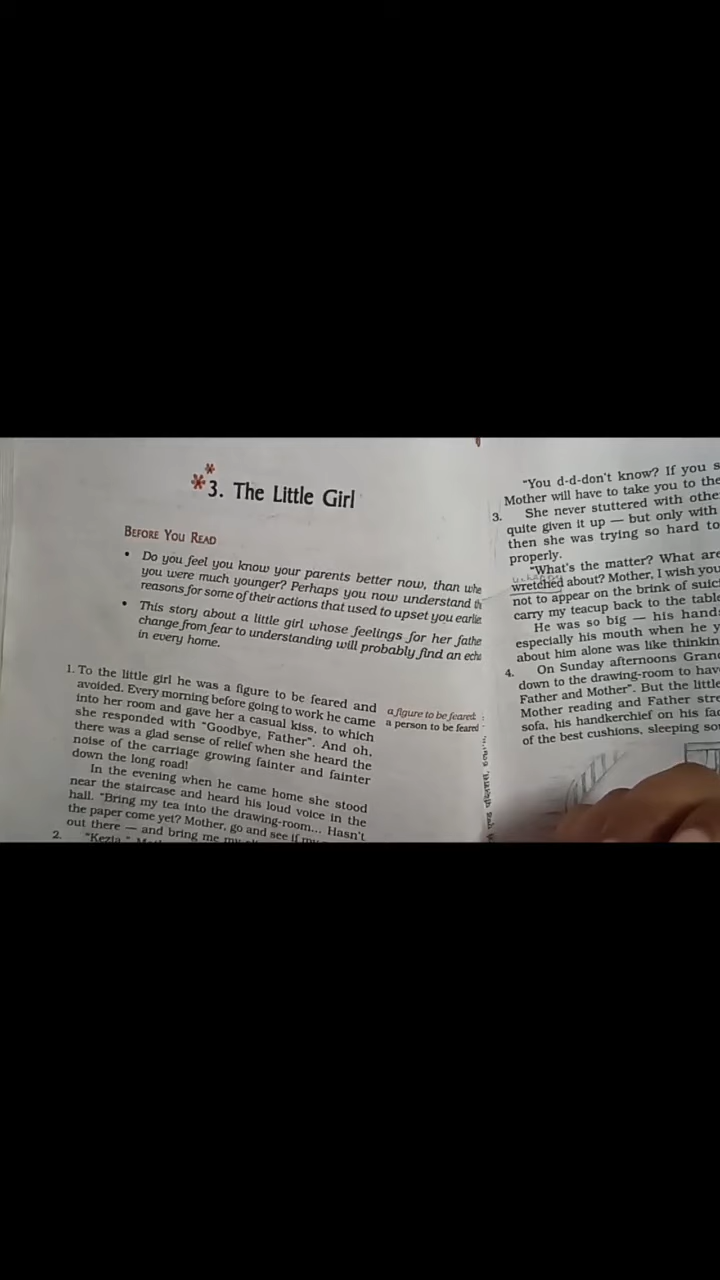 *
*3. The Little Girl
BEFORE YOU READ
• Do you feel you know your parents better now, than
you were much younger? Perhaps you now understand
reasons for some of their actions that used to upset you
• This story about a little girl whose feelings for her
change from fear to understanding will probably find an
in every home.
1. To the little girl he was a figure to be feared and
avoided. Every morning before going to work he came
into her room and gave her a casual kiss, to which
she responded with "Goodbye, Father". And oh,
there was a glad sense of relief when she heard the
noise of the carriage growing fainter and fainter
down the long road!
In the evening when he came home she stood
near the staircase and heard his loud voice in the
hall. "Bring my tea into the drawing-room... Hasn't
the paper come yet? Mother, go and see if my
out there — and bring me my
2. "Kezia,"
a figure to be feared:
a person to be feared
"You d-d-don't know? If you s
Mother will have to take you to the
3. She never stuttered with othe
quite given it up — but only with
then she was trying so hard to
properly.
"What's the matter? What are
wretched about? Mother, I wish you
not to appear on the brink of suic
carry my teacup back to the table
He was so big — his hands
especially his mouth when he y
about him alone was like thinkin
4. On Sunday afternoons Gran
down to the drawing-room to hav
Father and Mother". But the little
Mother reading and Father stre
sofa, his handkerchief on his fac
of the best cushions, sleeping so